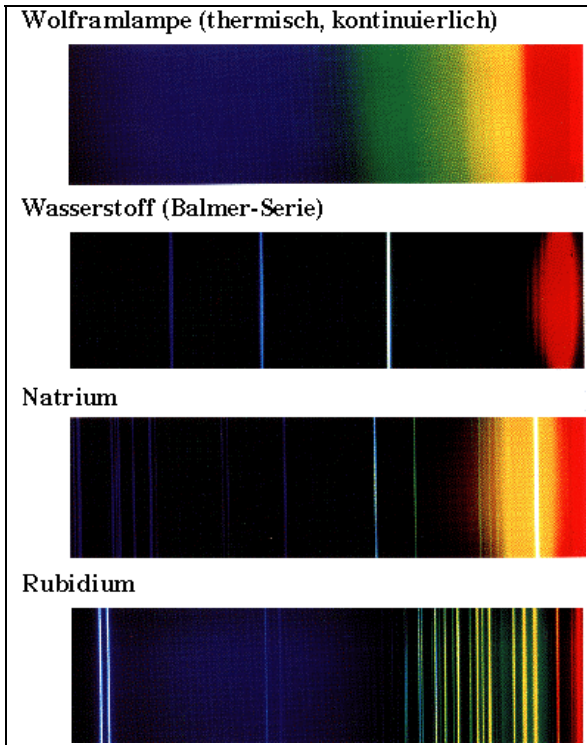 Wolframlampe (thermisch, kontinuierlich)
Wasserstoff (Balmer-Serie)
Natrium
Rubidium